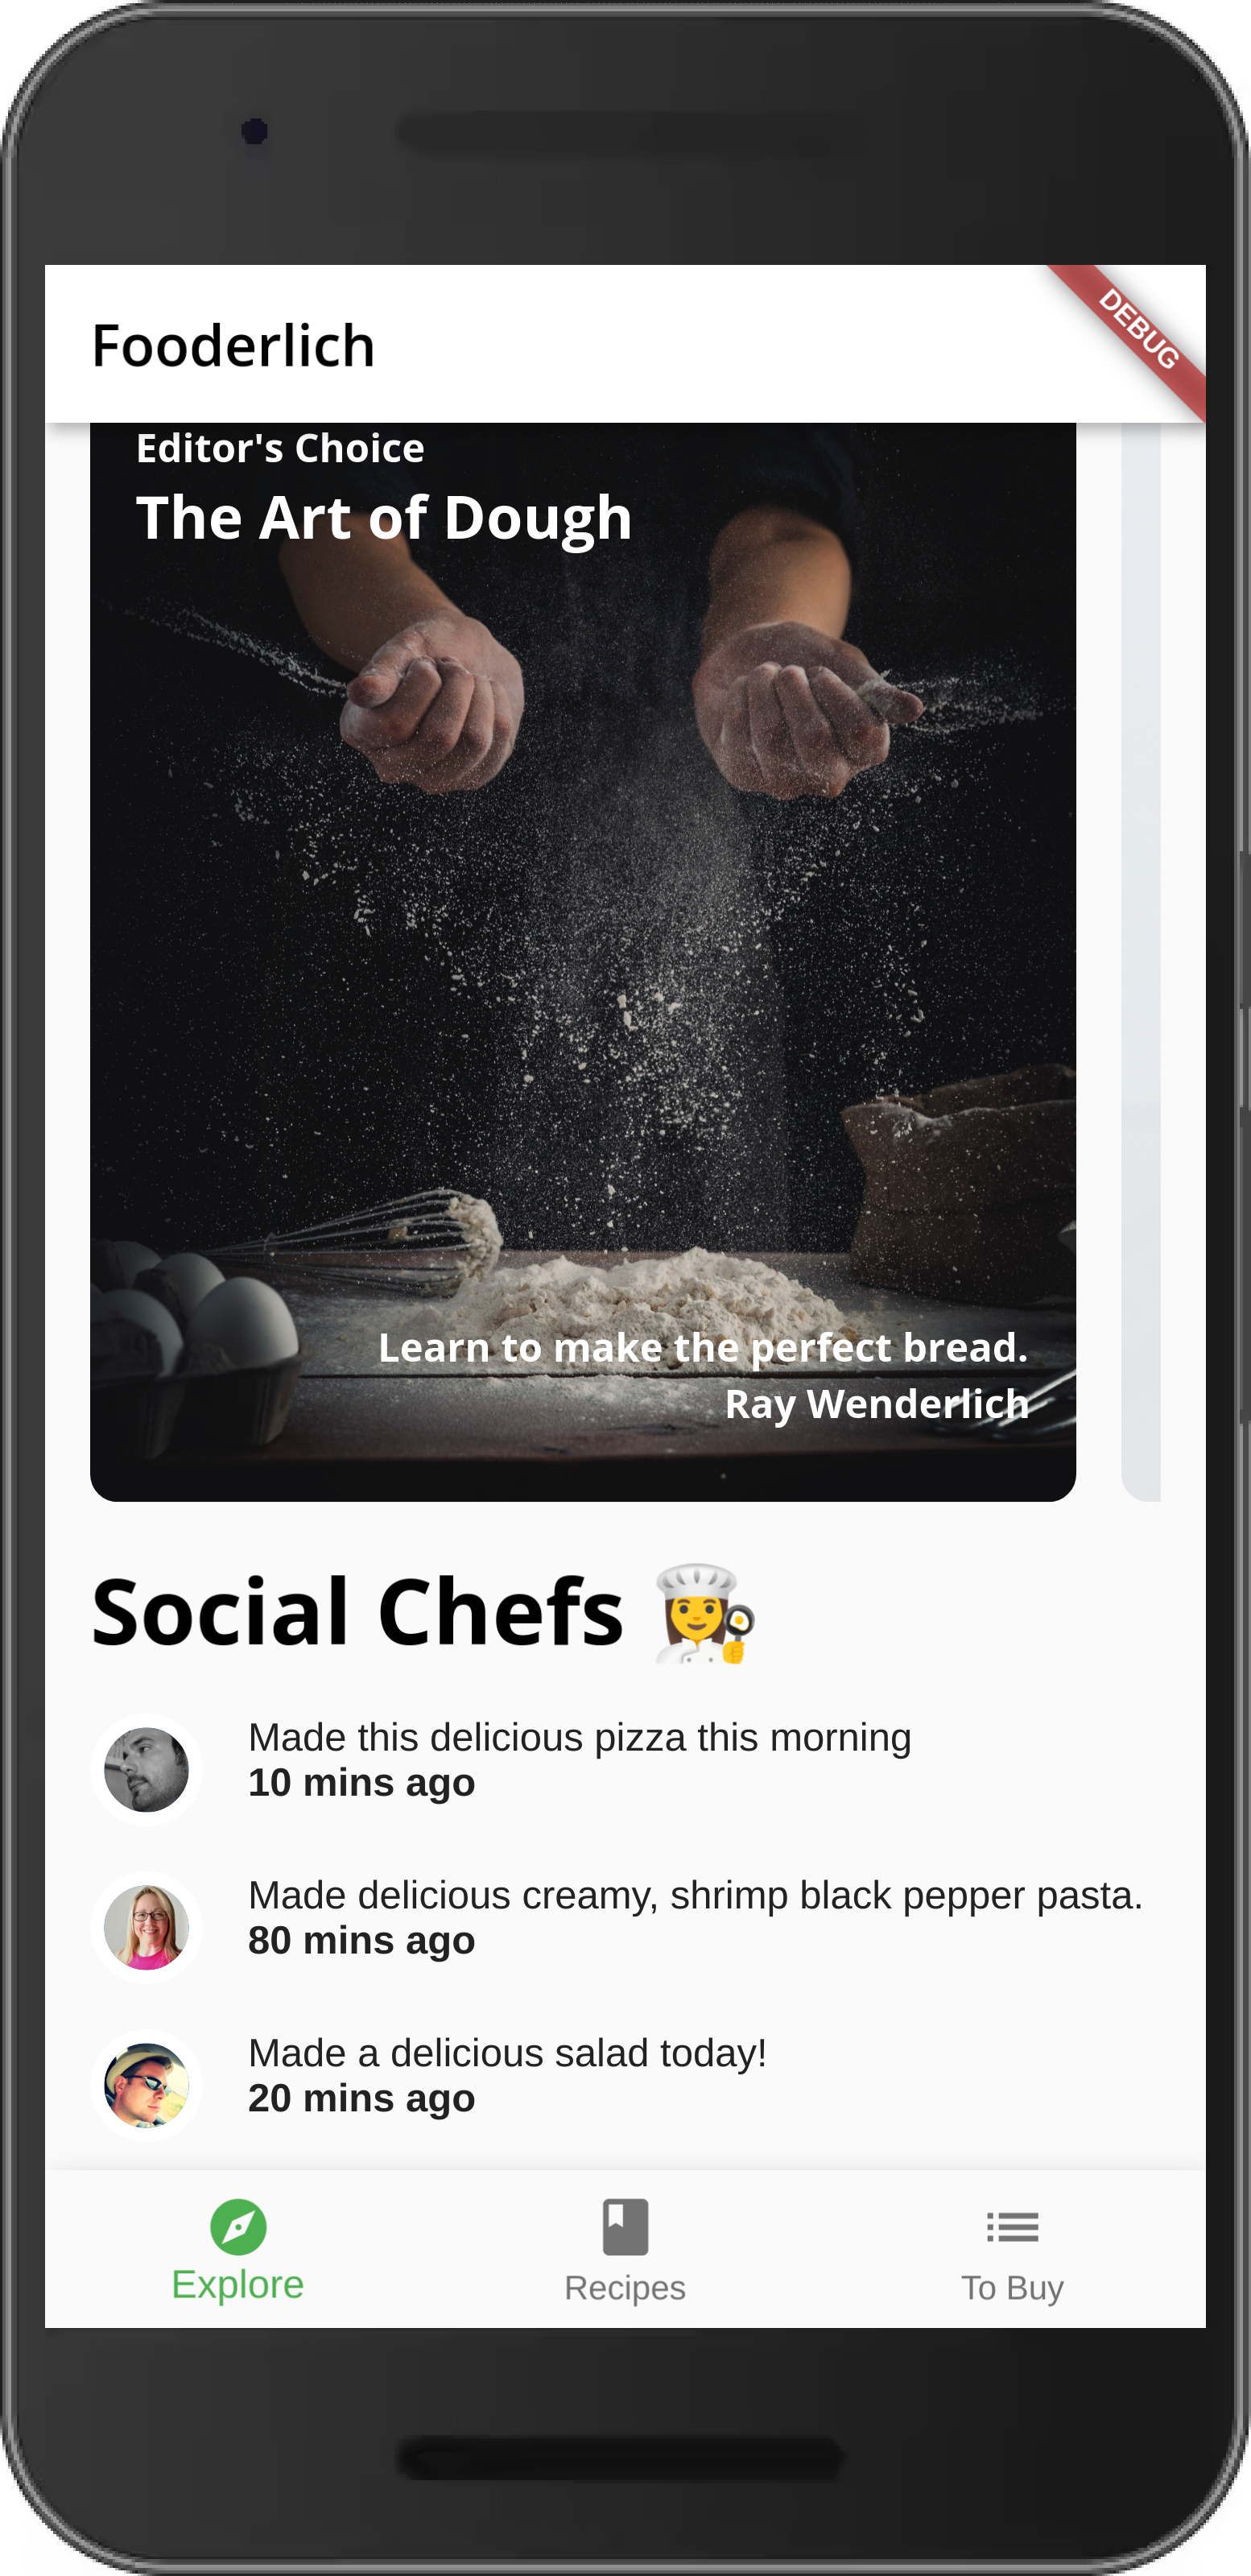 Fooderlich
DEBUG
Editor's Choice
The Art of Dough
Learn to make the perfect bread.
Ray Wenderlich
Social Chefs 👩‍🍳
Made this delicious pizza this morning
10 mins ago
Made delicious creamy, shrimp black pepper pasta.
80 mins ago
Made a delicious salad today!
20 mins ago
Explore
Recipes
To Buy